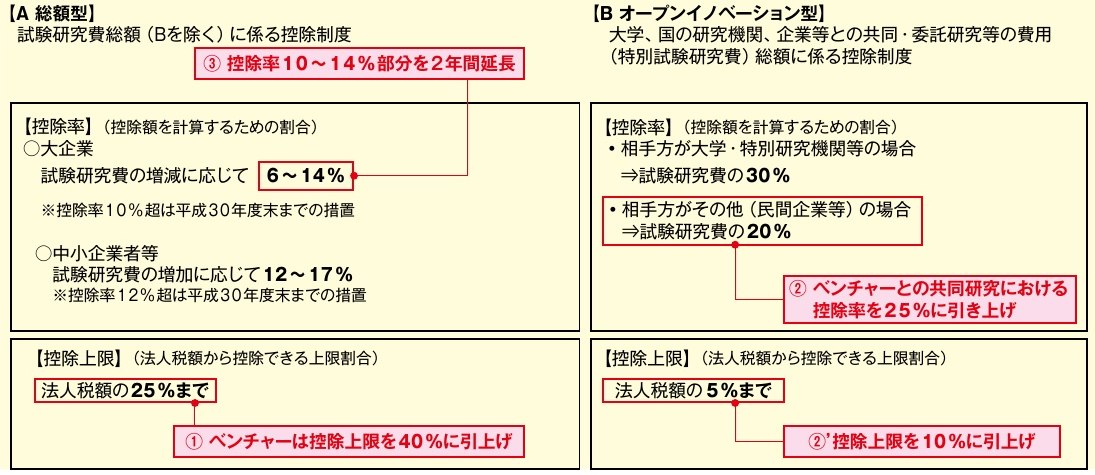 【A 総額型】
試験研究費総額（Bを除く）に係る控除制度
③ 控除率10～14％部分を2年間延長
【控除率】（控除額を計算するための割合）
○大企業
試験研究費の増減に応じて 6～14％
※控除率10％超は平成30年度末までの措置
○中小企業者等
試験研究費の増加に応じて12～17％
※控除率12％超は平成30年度末までの措置
【控除上限】（法人税額から控除できる上限割合）
法人税額の25％まで
① ベンチャーは控除上限を40％に引上げ
【B オープンイノベーション型】
大学、国の研究機関、企業等との共同・委託研究等の費用
（特別試験研究費）総額に係る控除制度
【控除率】（控除額を計算するための割合）
・相手方が大学・特別研究機関等の場合
⇒試験研究費の30％
・相手方がその他（民間企業等）の場合
⇒試験研究費の20％
② ベンチャーとの共同研究における
控除率を25％に引き上げ
【控除上限】（法人税額から控除できる上限割合）
法人税額の5％まで
②’控除上限を10％に引上げ